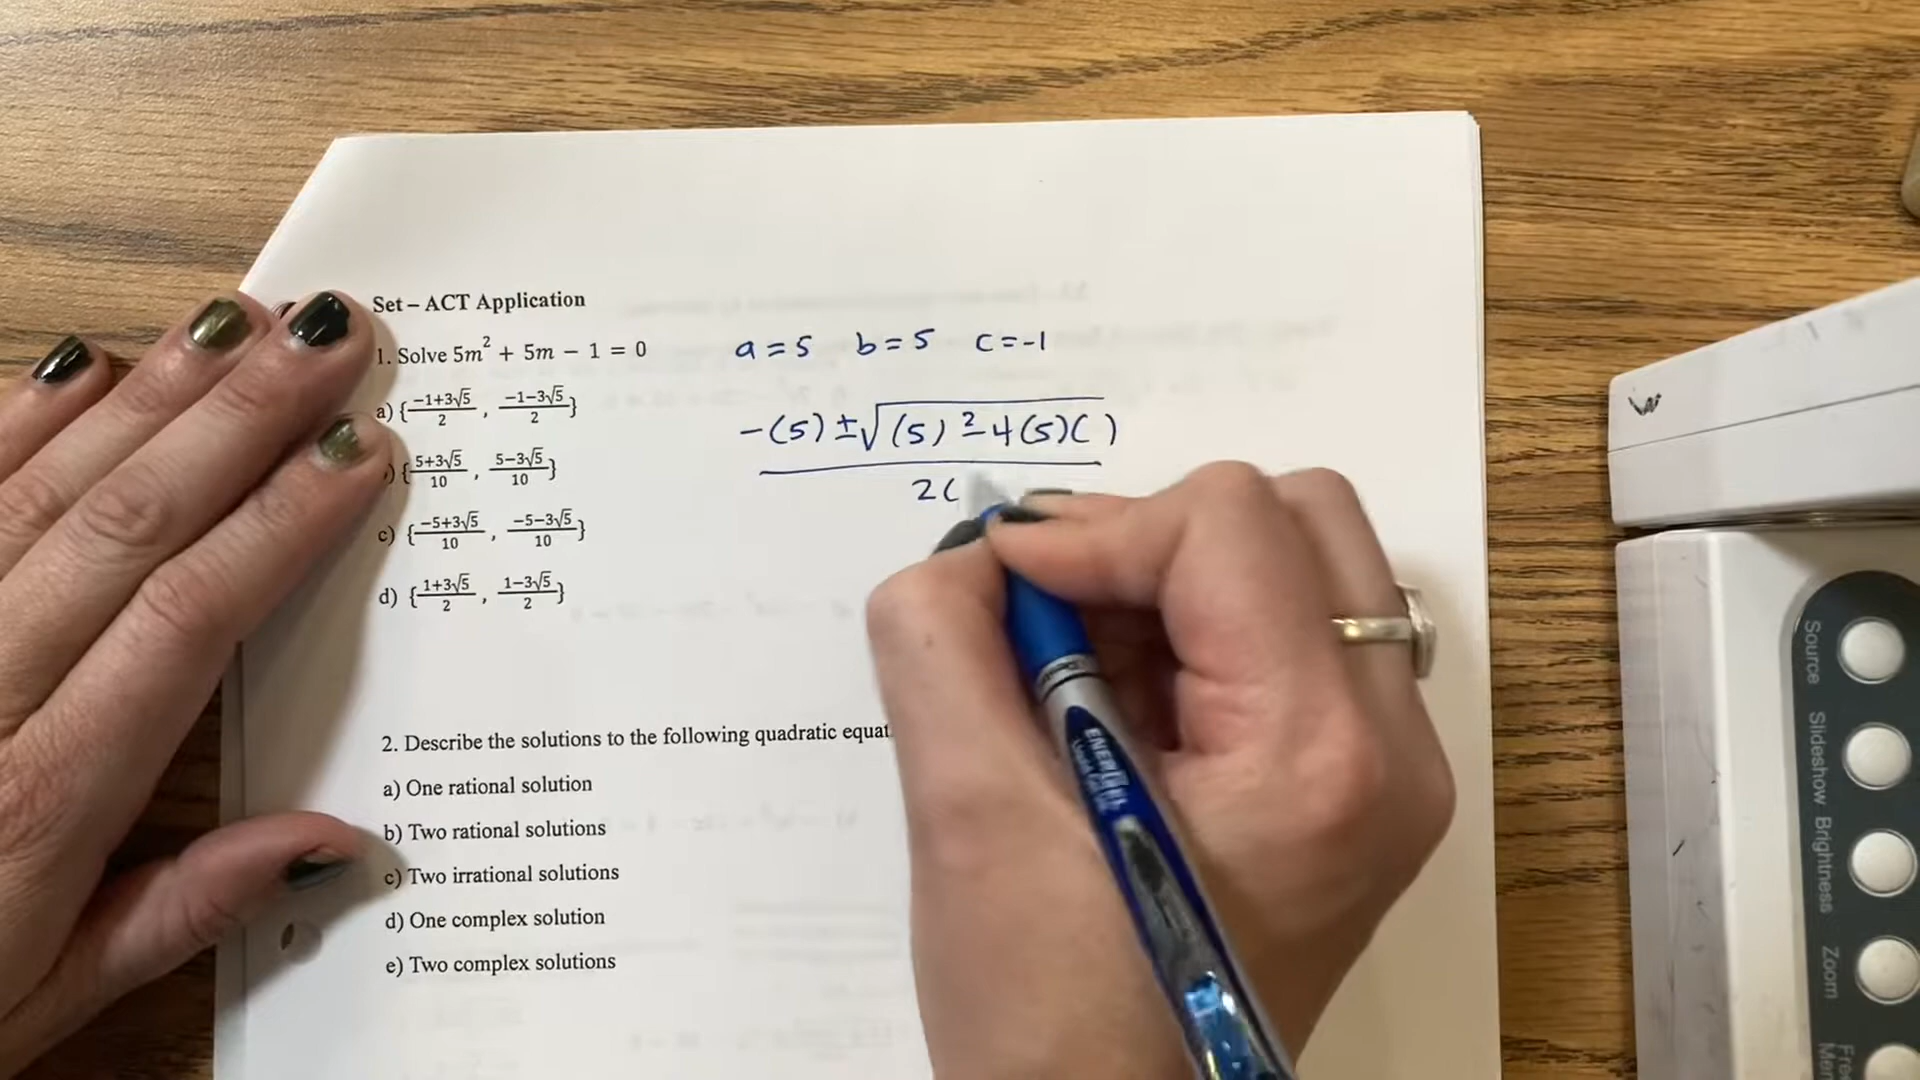 Set – ACT Application
1. Solve 5m² + 5m − 1 = 0
a = 5 b = 5 c = -1
a) {(−1+3√5)/2 , (−1−3√5)/2}
-(5) ± √(5)² - 4(5)( )
2(
) {(5+3√5)/10 , (5−3√5)/10}
c) {(−5+3√5)/10 , (−5−3√5)/10}
d) {(1+3√5)/2 , (1−3√5)/2}
2. Describe the solutions to the following quadratic equat
a) One rational solution
b) Two rational solutions
c) Two irrational solutions
d) One complex solution
e) Two complex solutions
ENERGEL
Source
Slideshow
Brightness
Zoom